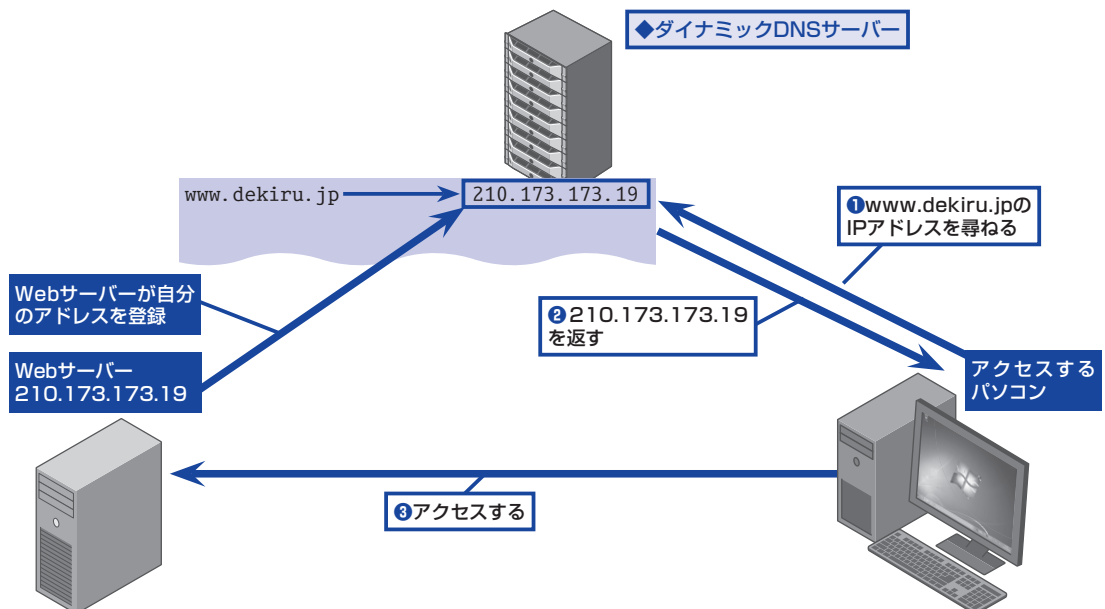 ◆ダイナミックDNSサーバー
www.dekiru.jp
210.173.173.19
❶www.dekiru.jpの
IPアドレスを尋ねる
Webサーバーが自分
のアドレスを登録
❷210.173.173.19
を返す
Webサーバー
210.173.173.19
アクセスする
パソコン
❸アクセスする